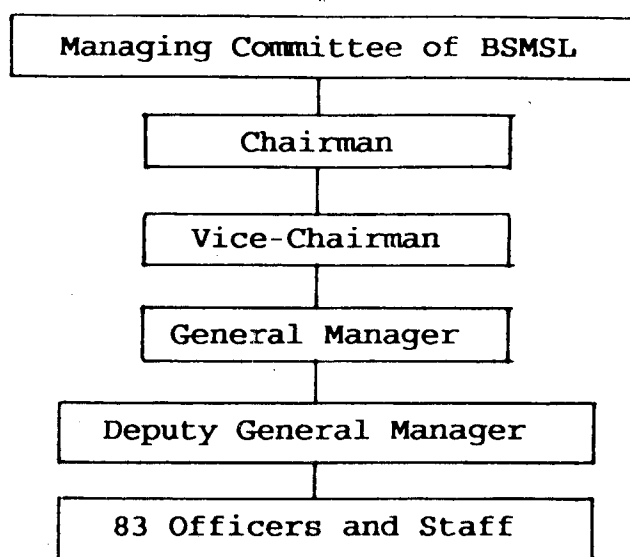 Managing Committee of BSMSL
Chairman
Vice-Chairman
General Manager
Deputy General Manager
83 Officers and Staff